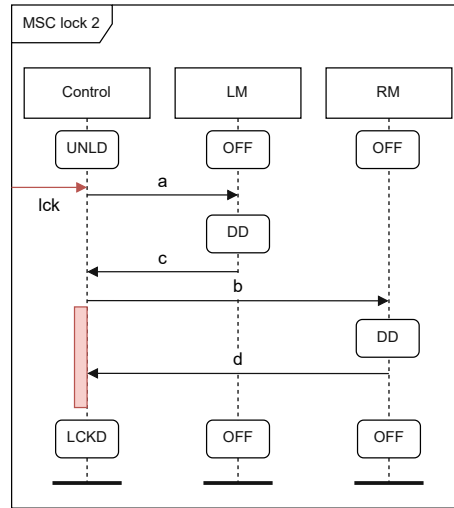 MSC lock 2
Control LM RM
UNLD OFF OFF
lck
a
DD
c
b
DD
d
LCKD OFF OFF